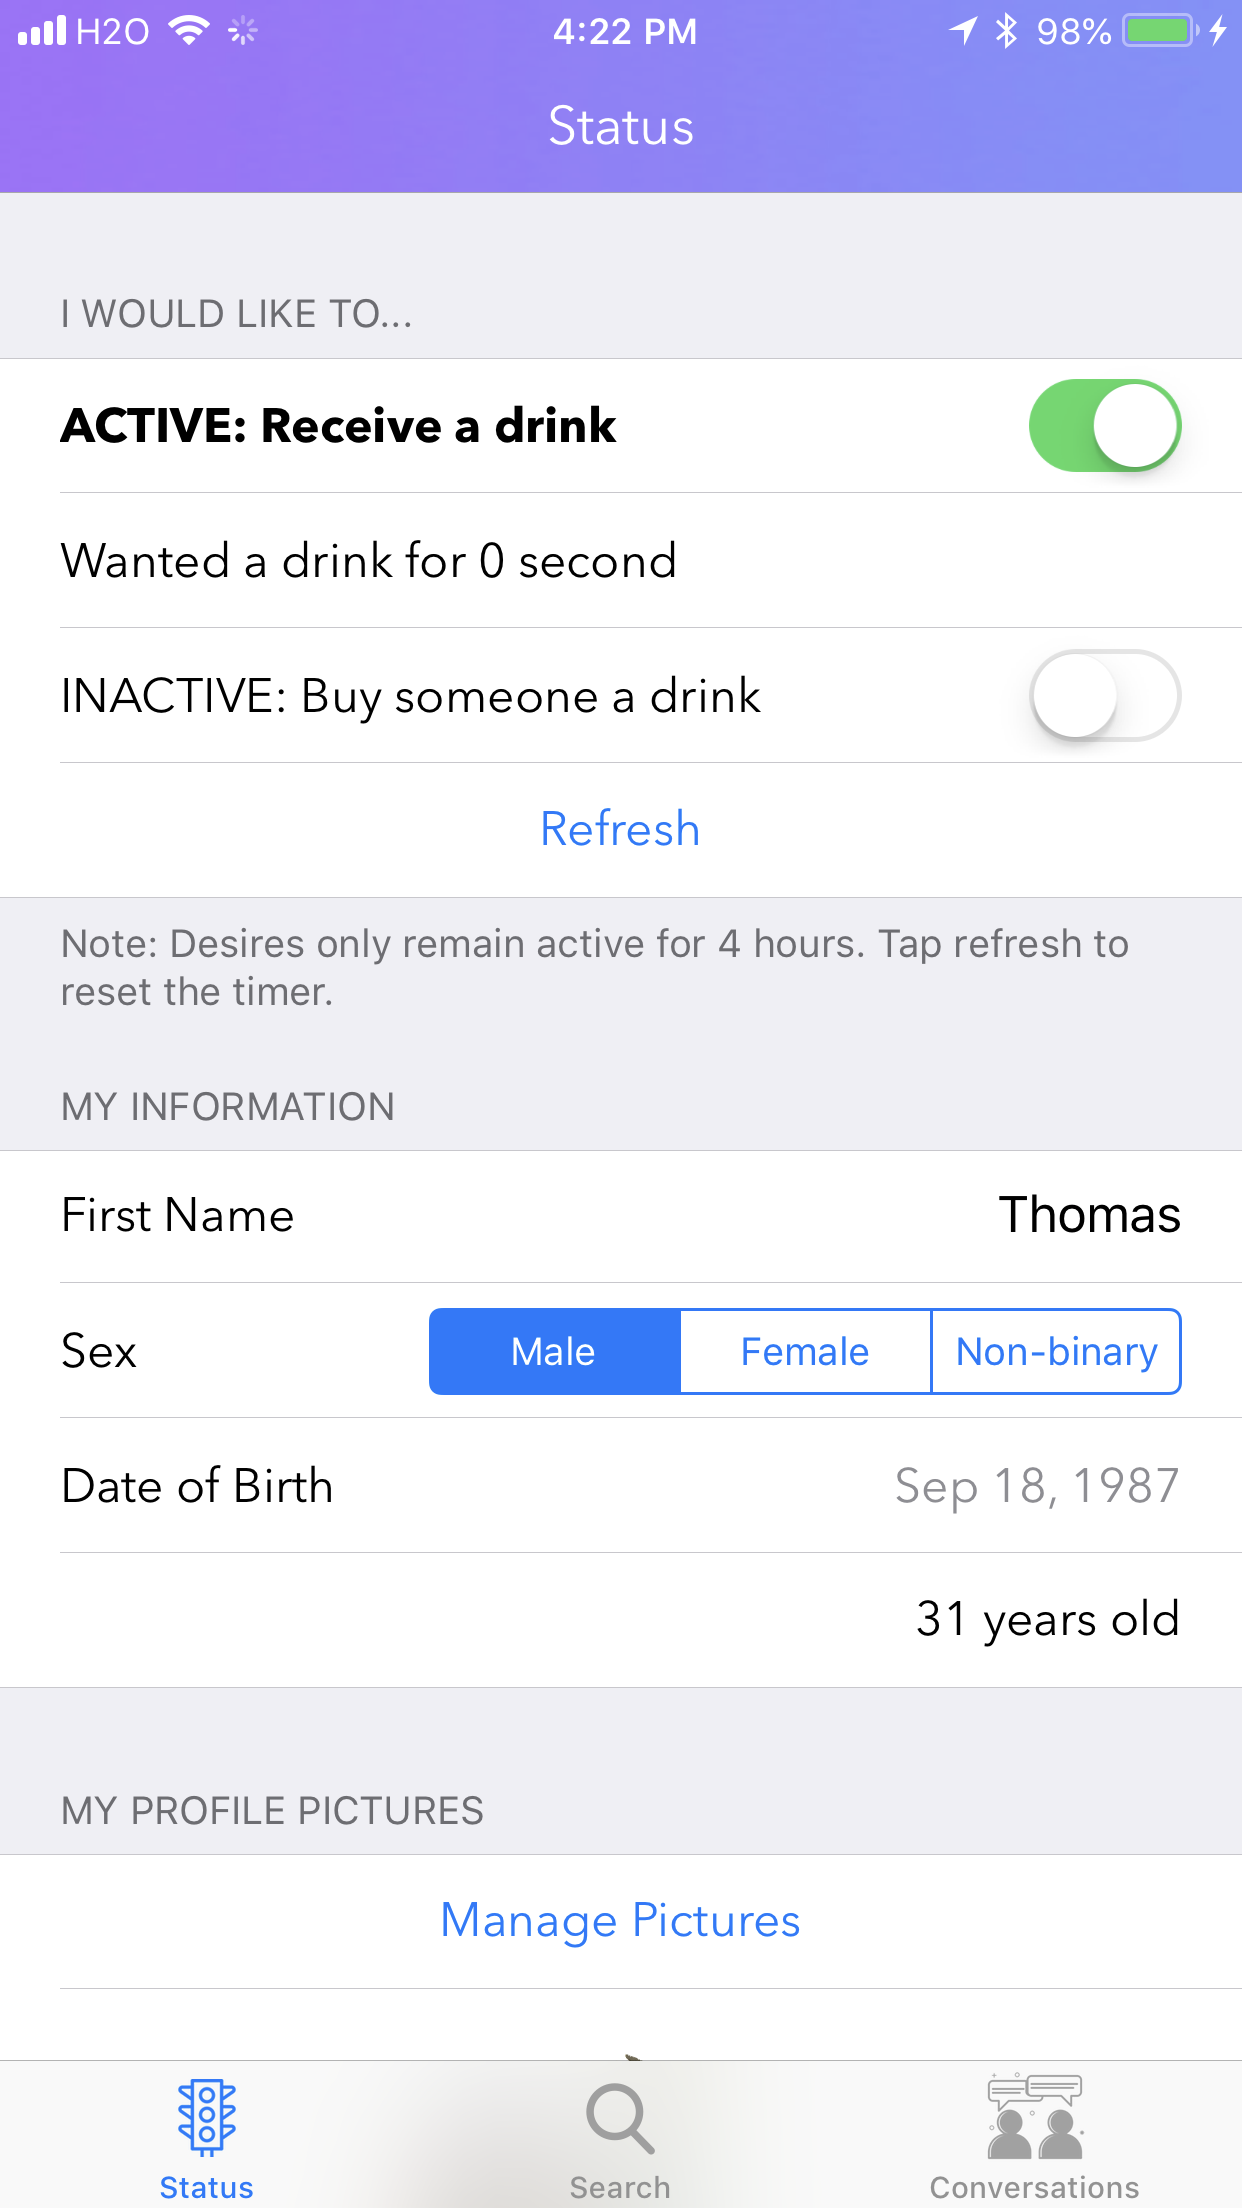 H2O 4:22 PM 98%
Status
I WOULD LIKE TO...
ACTIVE: Receive a drink
Wanted a drink for 0 second
INACTIVE: Buy someone a drink
Refresh
Note: Desires only remain active for 4 hours. Tap refresh to
reset the timer.
MY INFORMATION
First Name Thomas
Sex Male Female Non-binary
Date of Birth Sep 18, 1987
31 years old
MY PROFILE PICTURES
Manage Pictures
Status Search Conversations